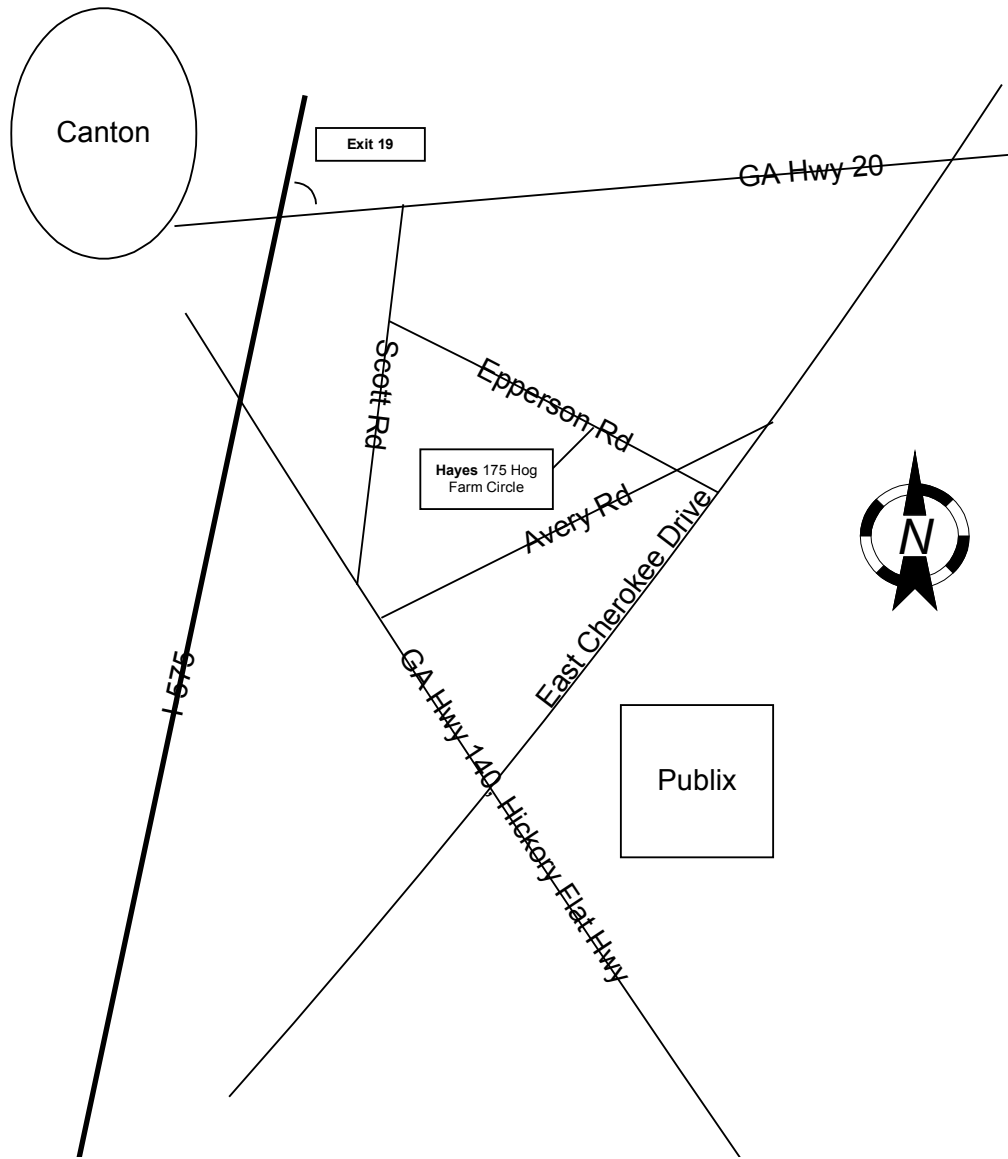 Canton
Exit 19
GA Hwy 20
Scott Rd
Epperson Rd
Hayes 175 Hog
Farm Circle
Avery Rd
East Cherokee Drive
N
I 575
GA Hwy 140, Hickory Flat Hwy
Publix